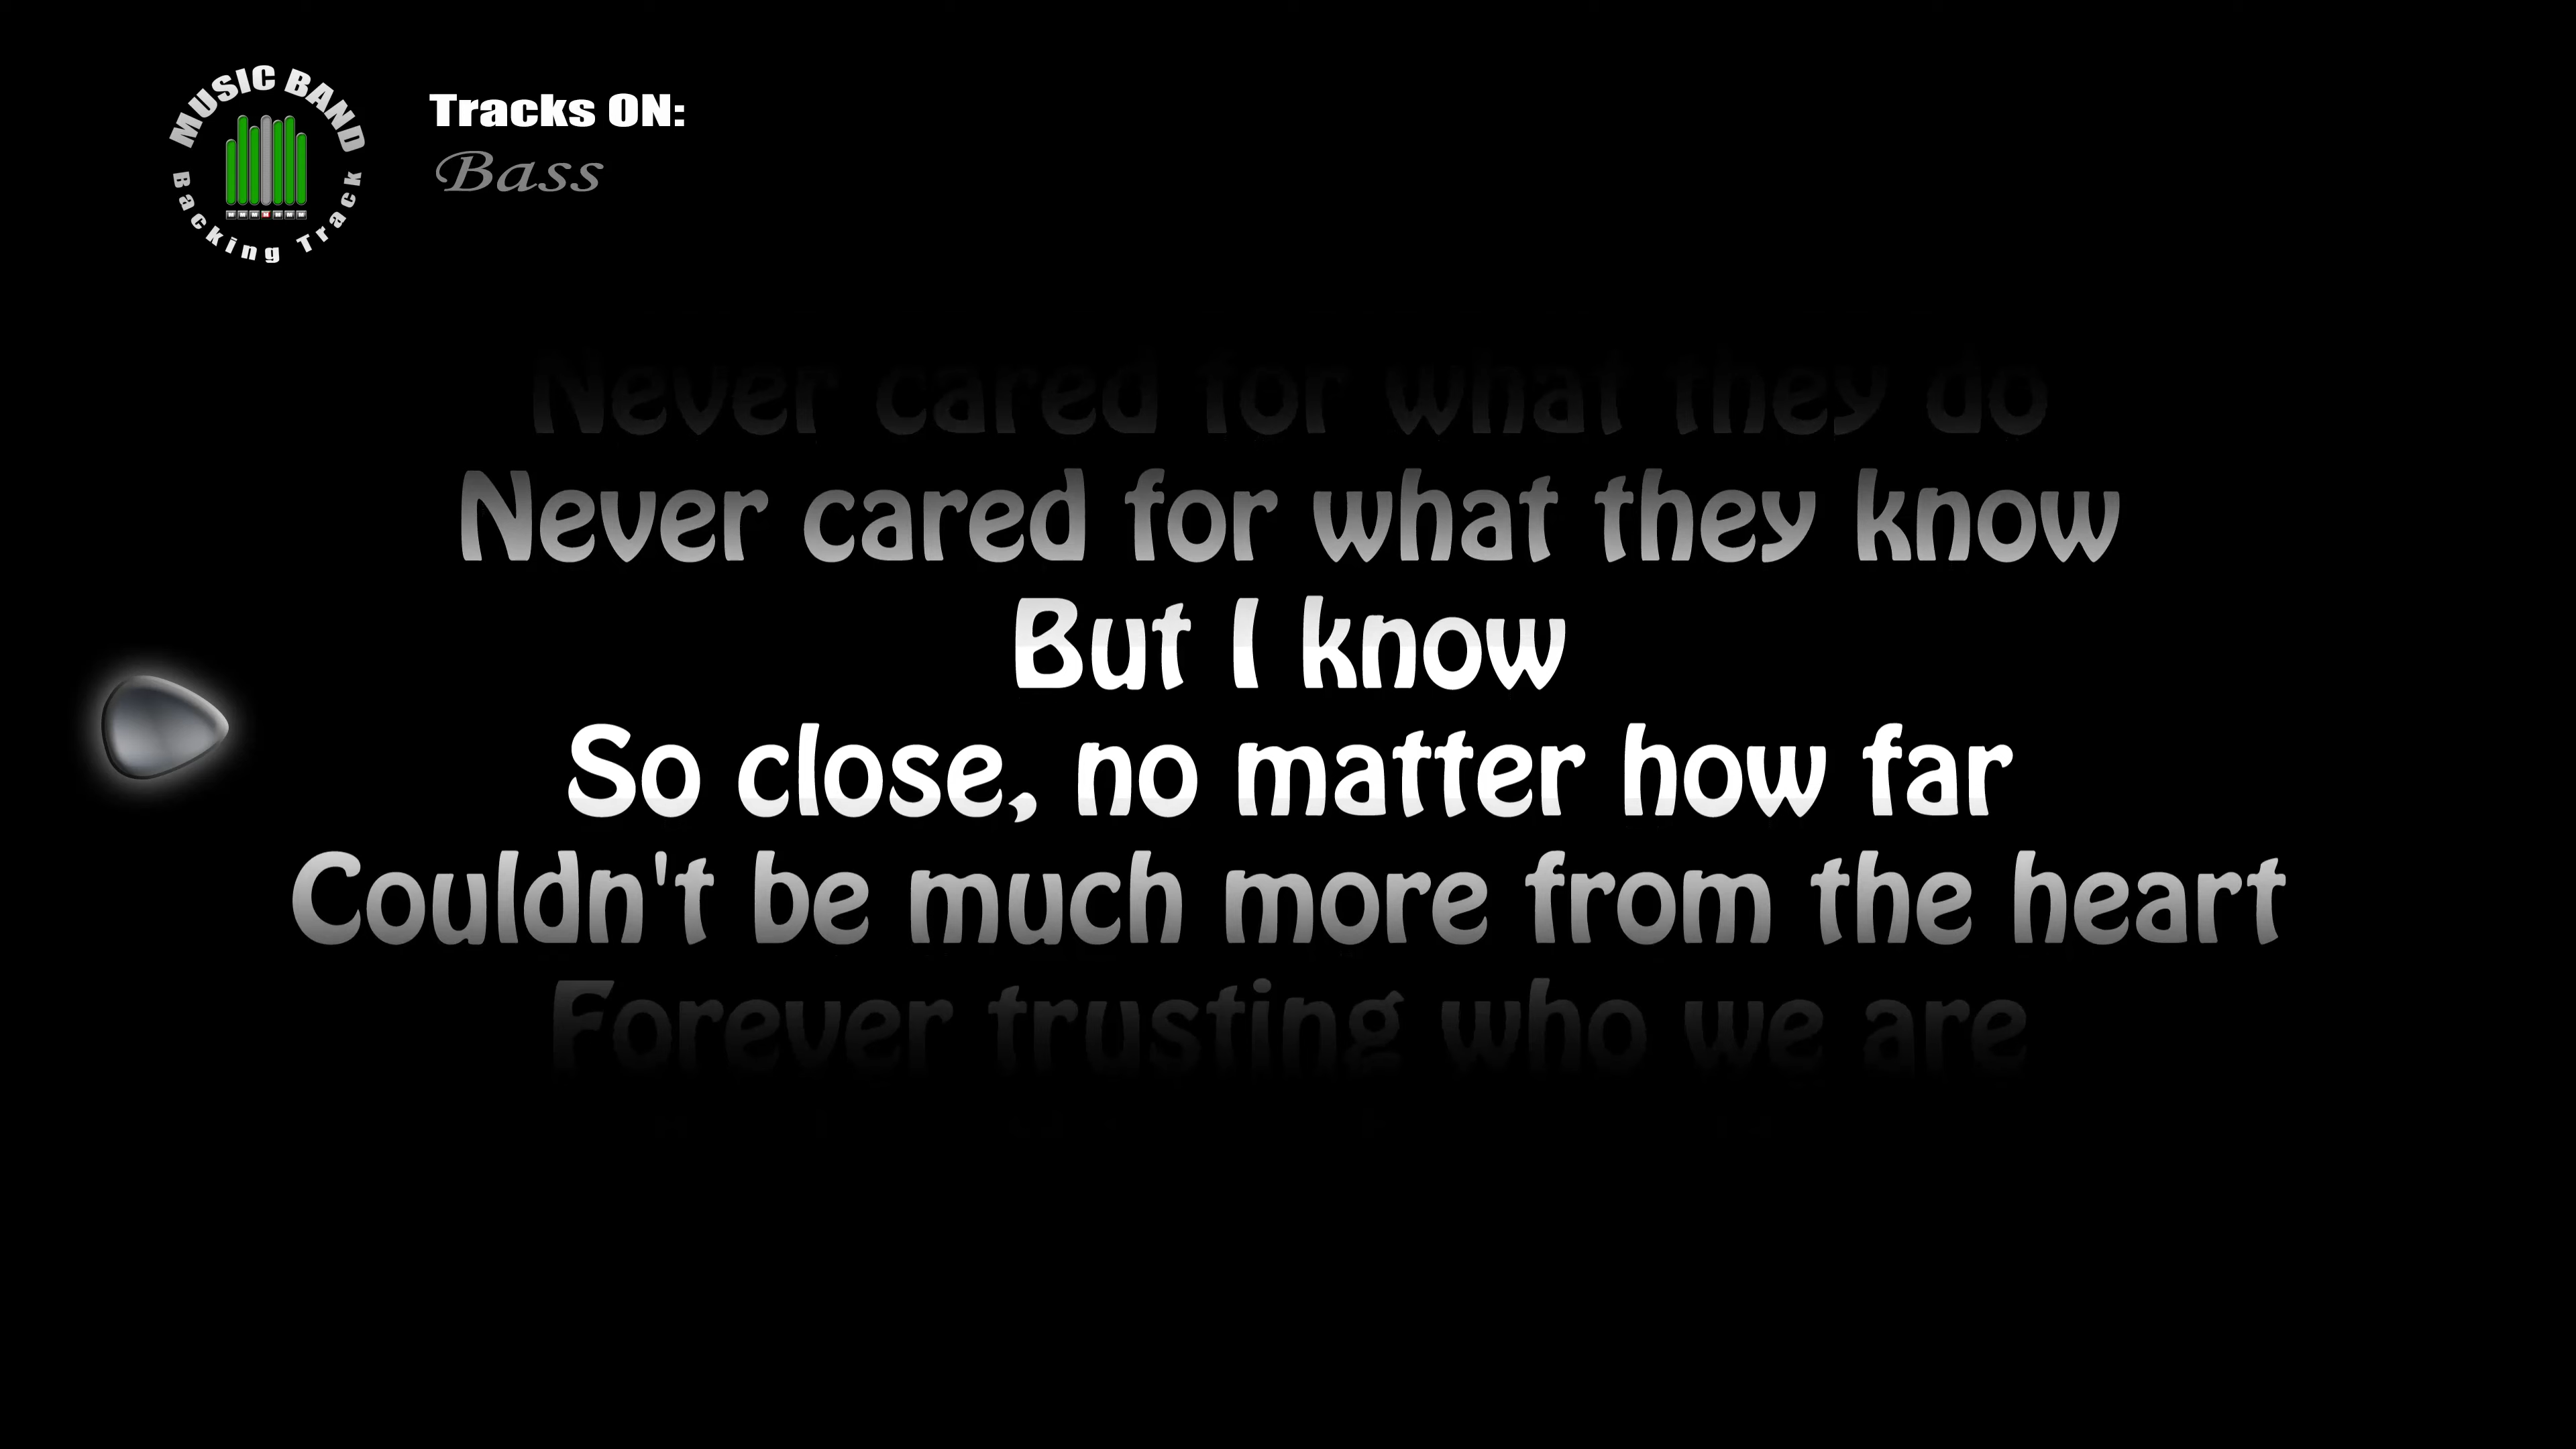 MUSIC BAND
Backing Track
Tracks ON:
Bass
Never cared for what they do
Never cared for what they know
But I know
So close, no matter how far
Couldn't be much more from the heart
Forever trusting who we are